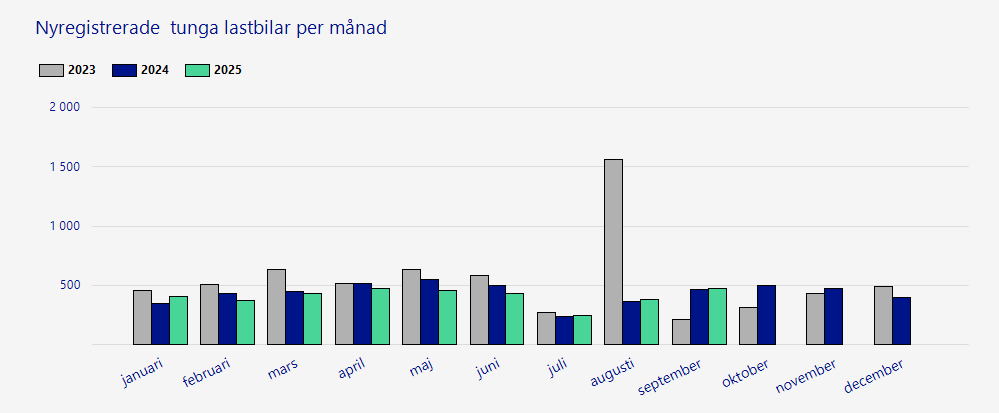 Nyregistrerade  tunga lastbilar per månad
2023 2024 2025
2 000
1 500
1 000
500
januari februari mars april maj juni juli augusti september oktober november december